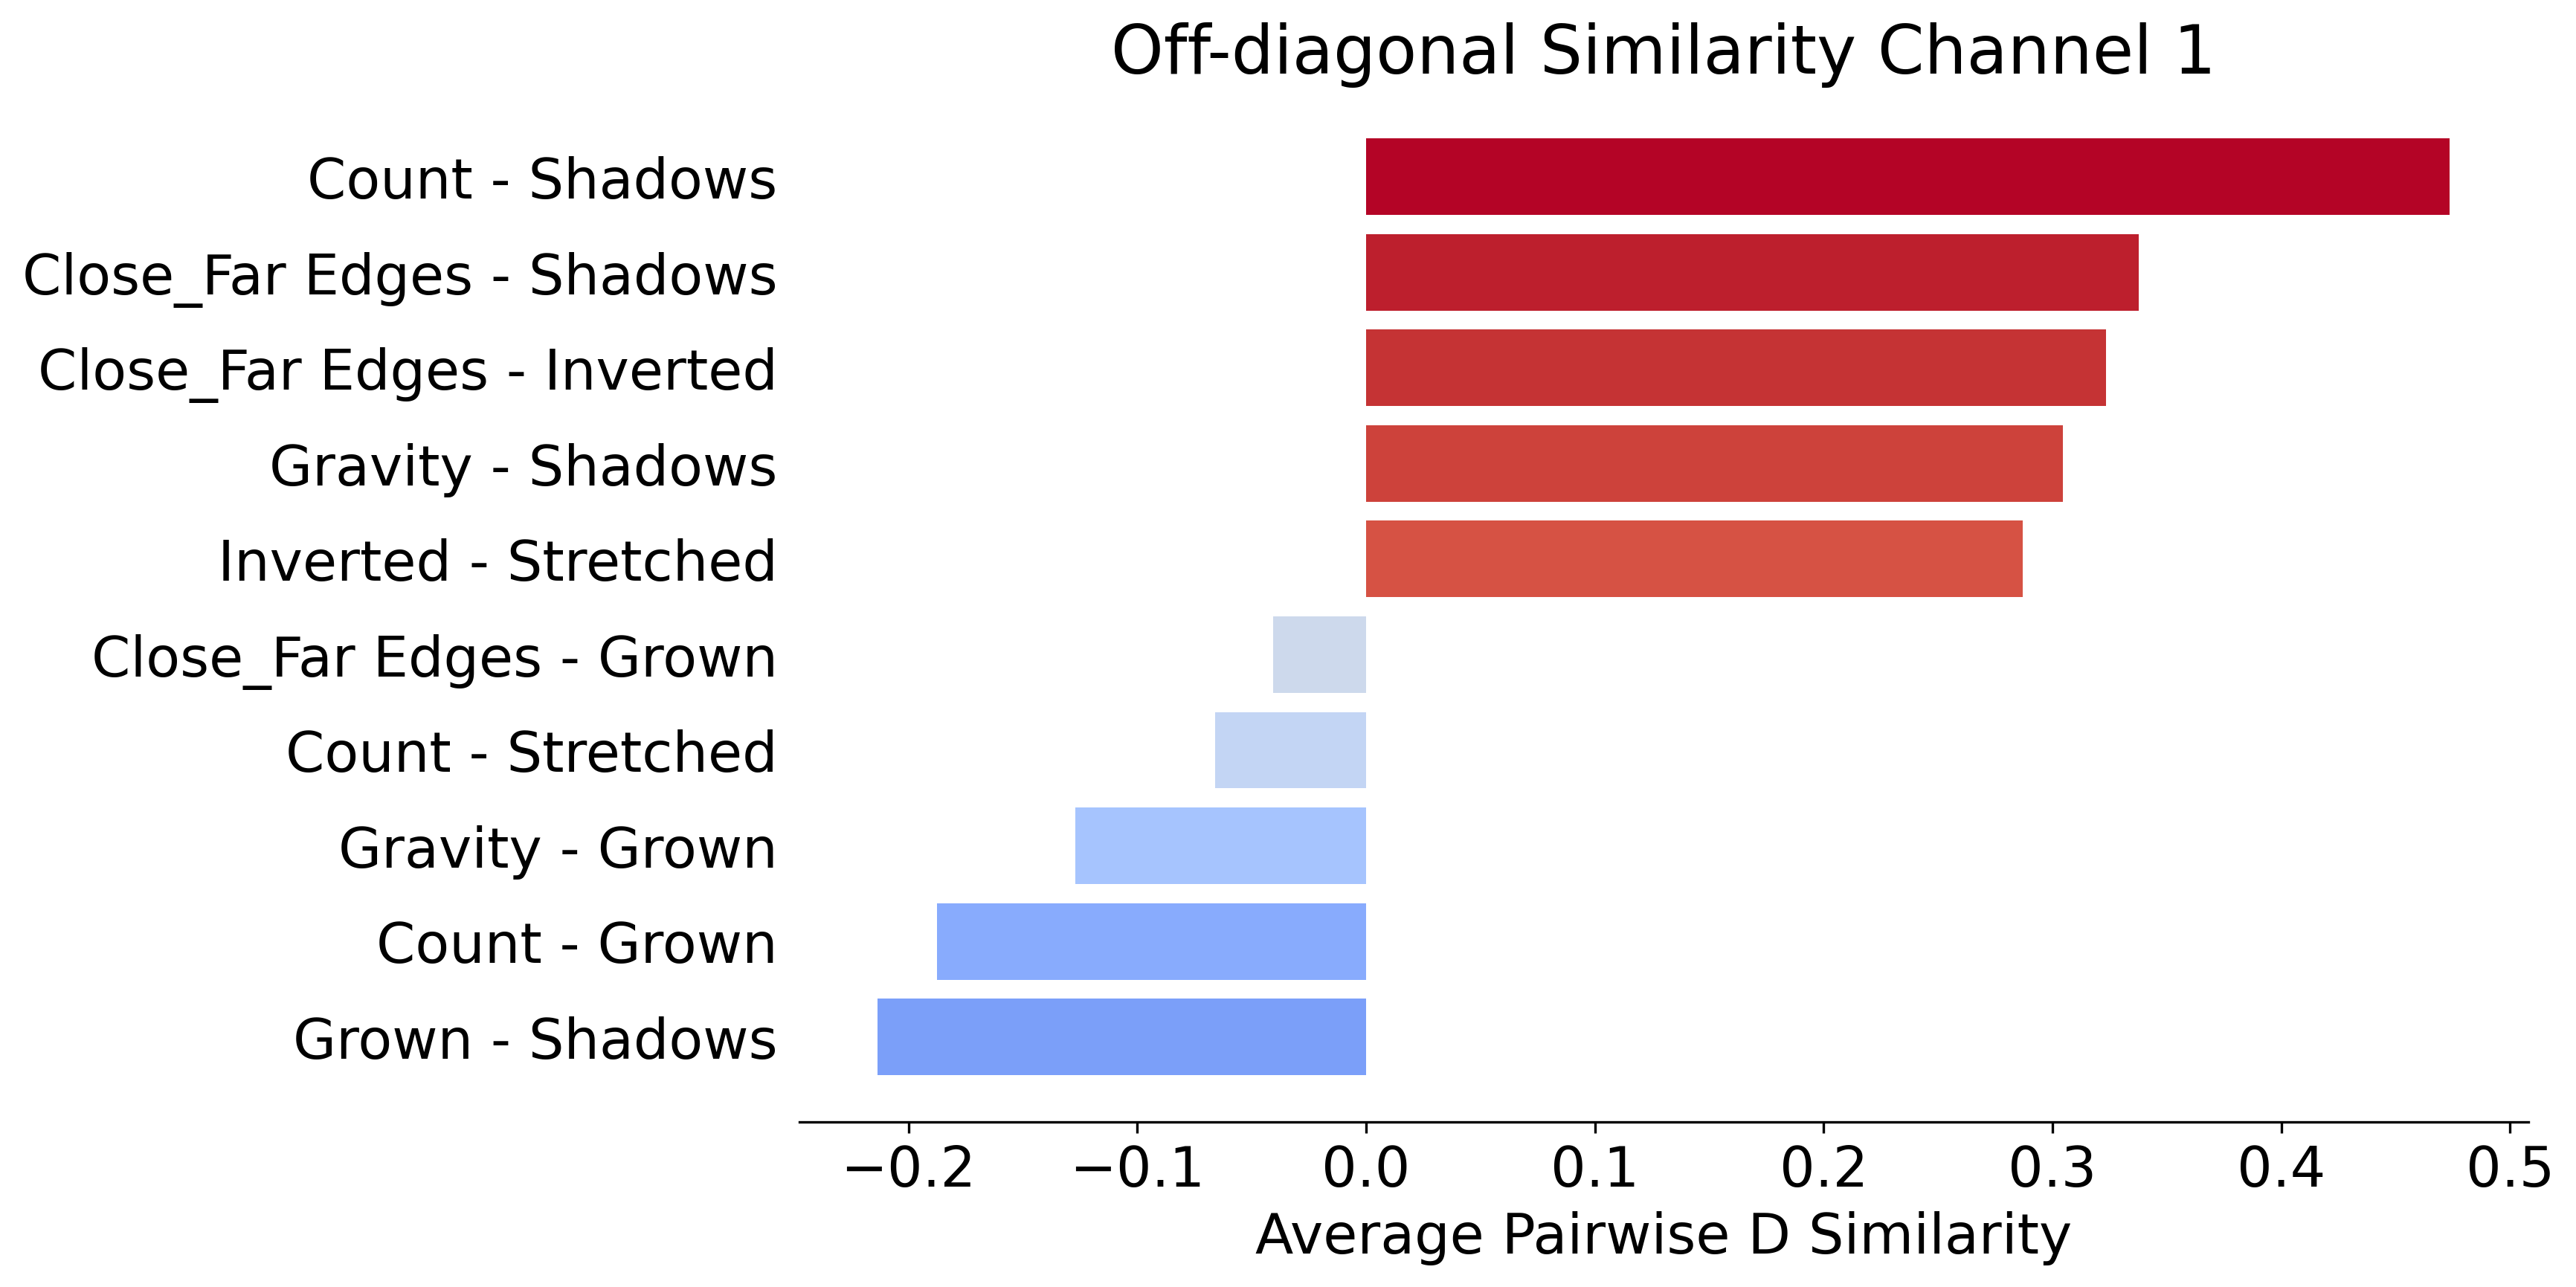 Off-diagonal Similarity Channel 1
Count - Shadows
Close_Far Edges - Shadows
Close_Far Edges - Inverted
Gravity - Shadows
Inverted - Stretched
Close_Far Edges - Grown
Count - Stretched
Gravity - Grown
Count - Grown
Grown - Shadows
−0.2 −0.1 0.0 0.1 0.2 0.3 0.4 0.5
Average Pairwise D Similarity